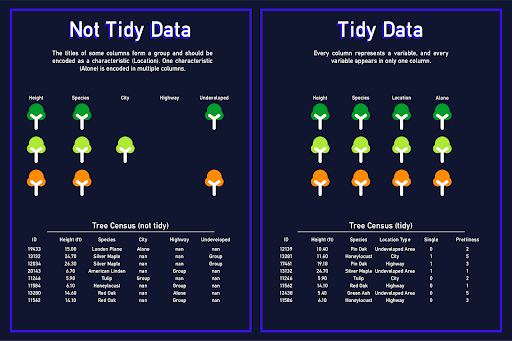 Not Tidy Data
The titles of some columns form a group and should be
encoded as a characteristic (Location). One characteristic
(Alone) is encoded in multiple columns.
Height Species City Highway Undeveloped
Tree Census (not tidy)
ID Height (ft) Species City Highway Undeveloped
19433 15.00 London Plane Alone nan nan
13132 24.70 Silver Maple nan nan Group
12034 26.30 Silver Maple nan nan Group
20143 6.70 American Linden nan Group nan
11246 5.90 Tulip Group nan nan
11584 6.10 Honeylocust nan Group nan
13200 14.60 Red Oak nan Alone nan
11562 14.10 Red Oak nan Group nan
Tidy Data
Every column represents a variable, and every
variable appears in only one column.
Height Species Location Alone
Tree Census (tidy)
ID Height (ft) Species Location Type Single Prettiness
12139 10.40 Pin Oak Undeveloped Area 0 2
13281 11.60 Honeylocust City 1 5
17461 19.10 Pin Oak Highway 1 3
13132 24.70 Silver Maple Undeveloped Area 1 1
11246 5.90 Tulip City 0 2
11562 14.10 Red Oak Highway 0 1
12438 5.40 Green Ash Undeveloped Area 0 5
11586 6.10 Honeylocust Highway 0 3